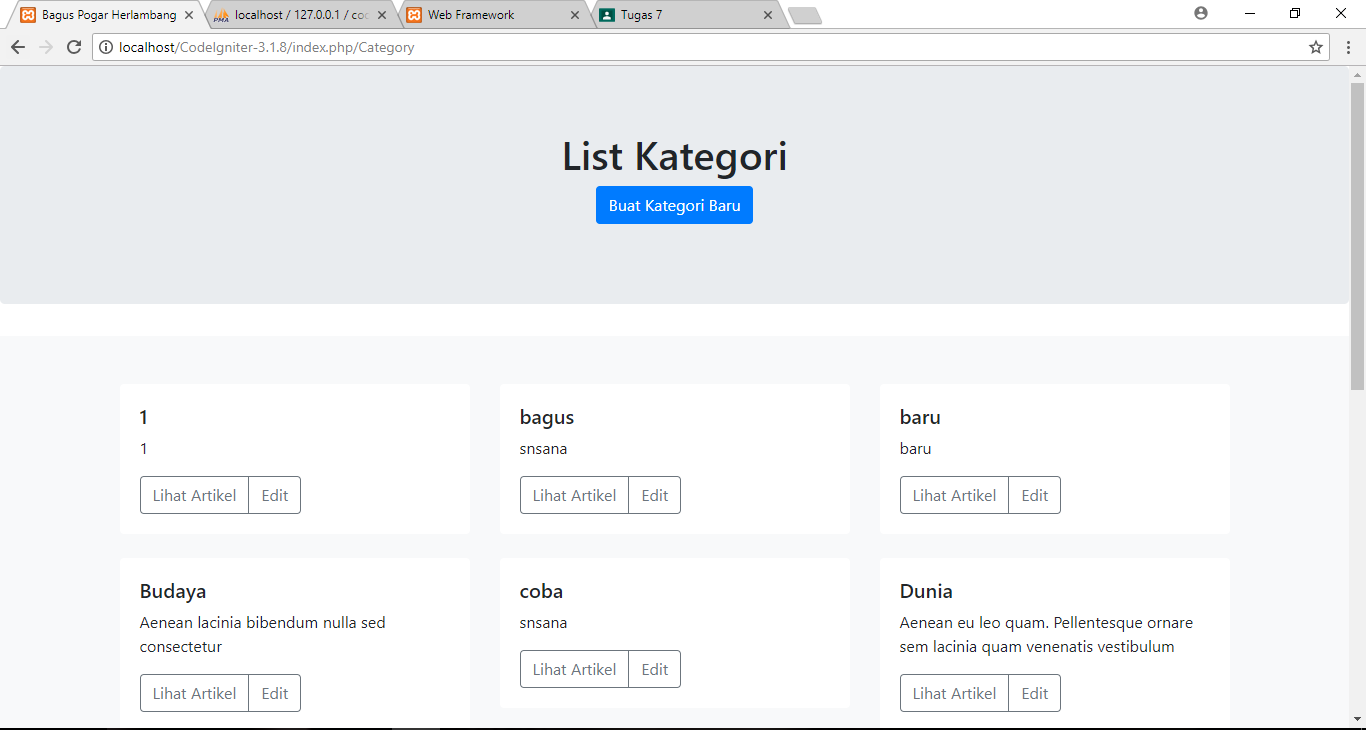 Bagus Pogar Herlambang
localhost / 127.0.0.1 / coc
Web Framework
Tugas 7
localhost/CodeIgniter-3.1.8/index.php/Category
List Kategori
Buat Kategori Baru
1
1
Lihat Artikel Edit
bagus
snsana
Lihat Artikel Edit
baru
baru
Lihat Artikel Edit
Budaya
Aenean lacinia bibendum nulla sed
consectetur
Lihat Artikel Edit
coba
snsana
Lihat Artikel Edit
Dunia
Aenean eu leo quam. Pellentesque ornare
sem lacinia quam venenatis vestibulum
Lihat Artikel Edit